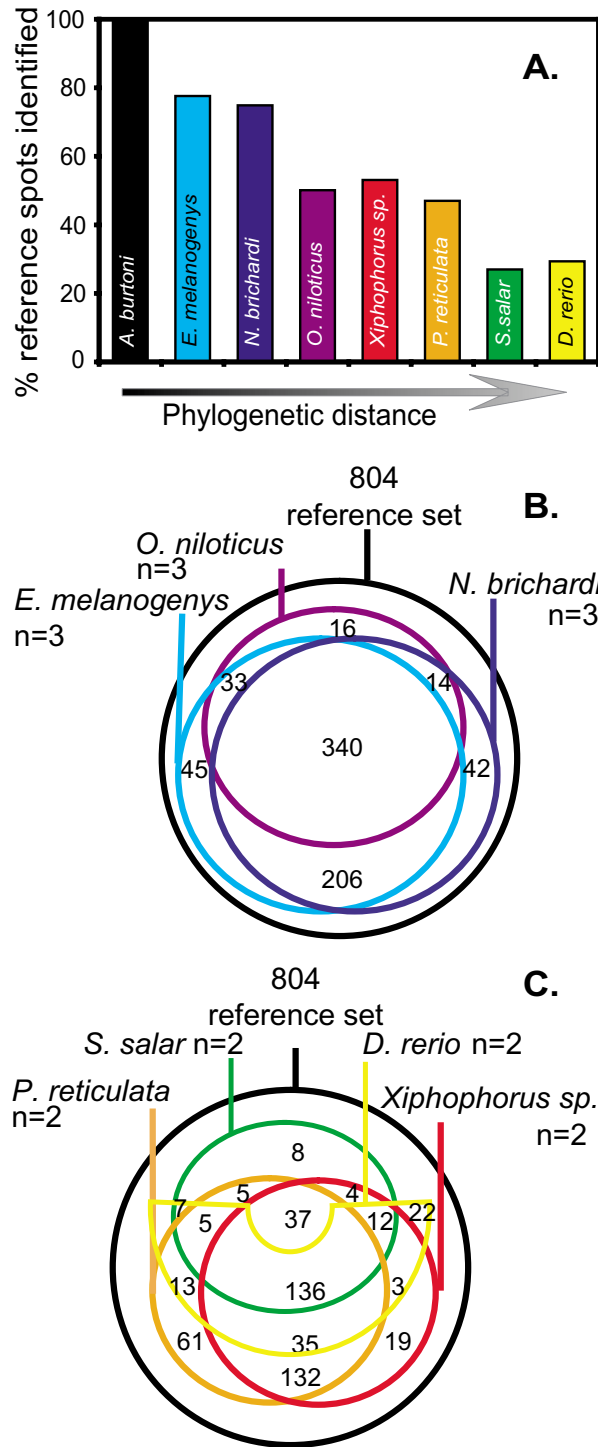 A.
% reference spots identified
100
80
60
40
20
0
A. burtoni
E. melanogenys
N. brichardi
O. niloticus
Xiphophorus sp.
P. reticulata
S.salar
D. rerio
Phylogenetic distance
B.
804
reference set
O. niloticus
n=3
E. melanogenys
n=3
N. brichardi
n=3
16
33
14
340
45
42
206
C.
804
reference set
S. salar n=2
D. rerio n=2
P. reticulata
n=2
Xiphophorus sp.
n=2
8
5
4
7
5
37
12
22
13
136
3
61
35
19
132